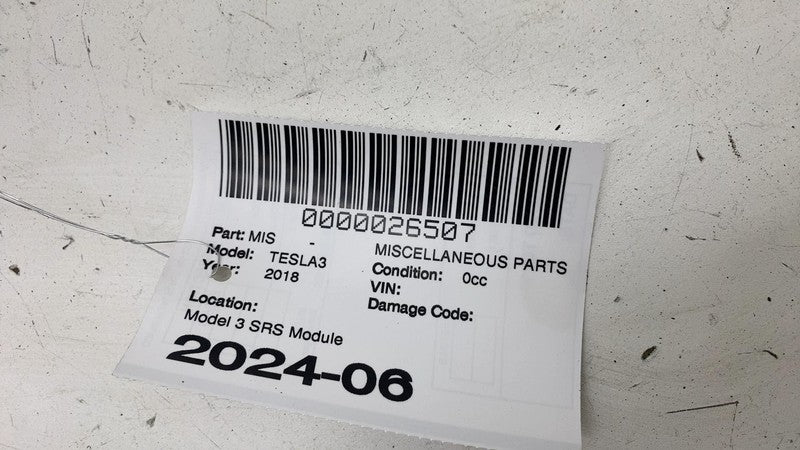 0000026507
Part: MIS - MISCELLANEOUS PARTS
Model: TESLA3 Condition: 0cc
Year: 2018 VIN:
Damage Code:
Location:
Model 3 SRS Module
2024-06